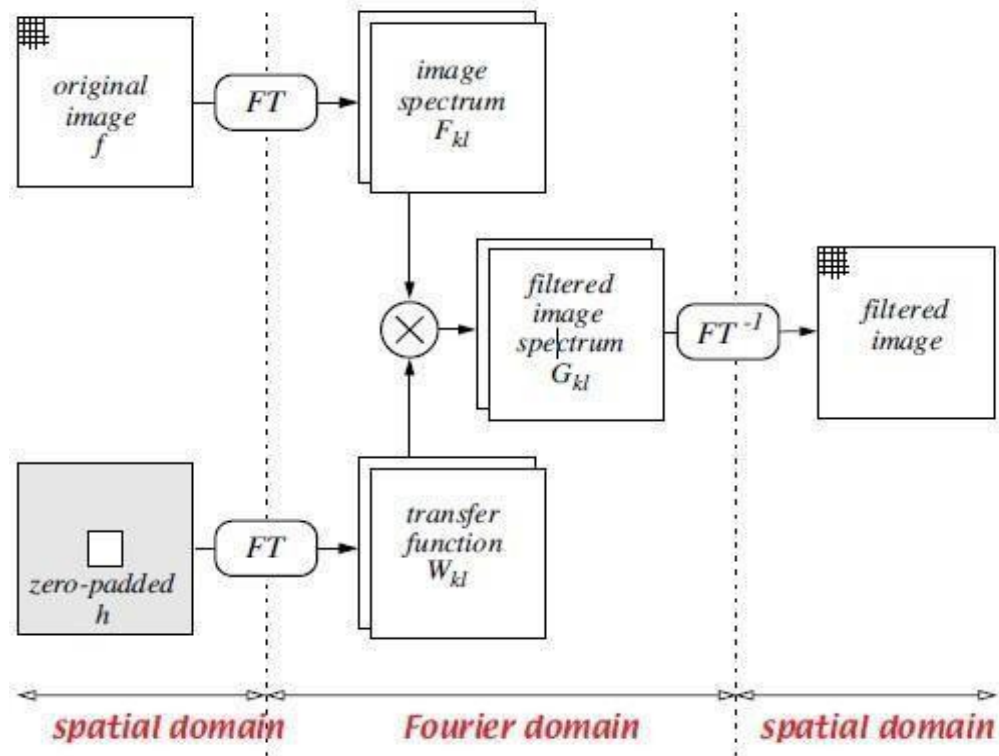 original
image
f
FT
image
spectrum
F_kl
filtered
image
spectrum
G_kl
FT^-1
filtered
image
zero-padded
h
FT
transfer
function
W_kl
spatial domain
Fourier domain
spatial domain